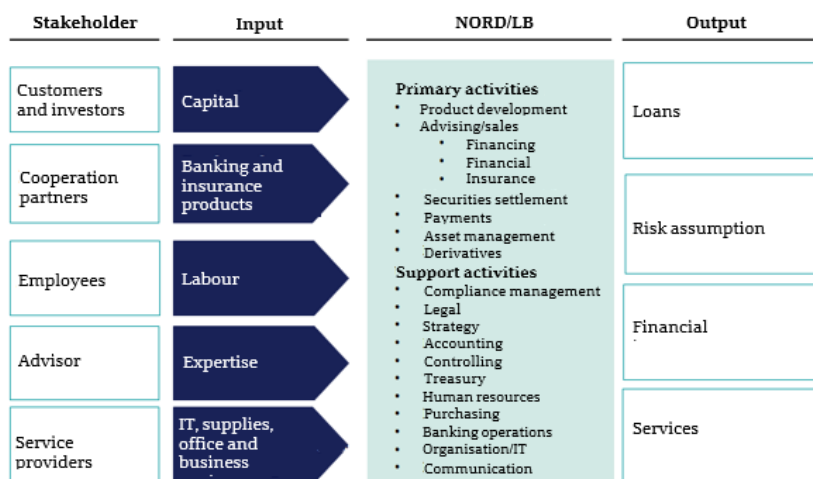 Stakeholder
Input
NORD/LB
Output
Customers
and investors
Capital
Cooperation
partners
Banking and
insurance
products
Employees
Labour
Advisor
Expertise
Service
providers
IT, supplies,
office and
business
Primary activities
• Product development
• Advising/sales
• Financing
• Financial
• Insurance
• Securities settlement
• Payments
• Asset management
• Derivatives
Support activities
• Compliance management
• Legal
• Strategy
• Accounting
• Controlling
• Treasury
• Human resources
• Purchasing
• Banking operations
• Organisation/IT
• Communication
Loans
Risk assumption
Financial
Services